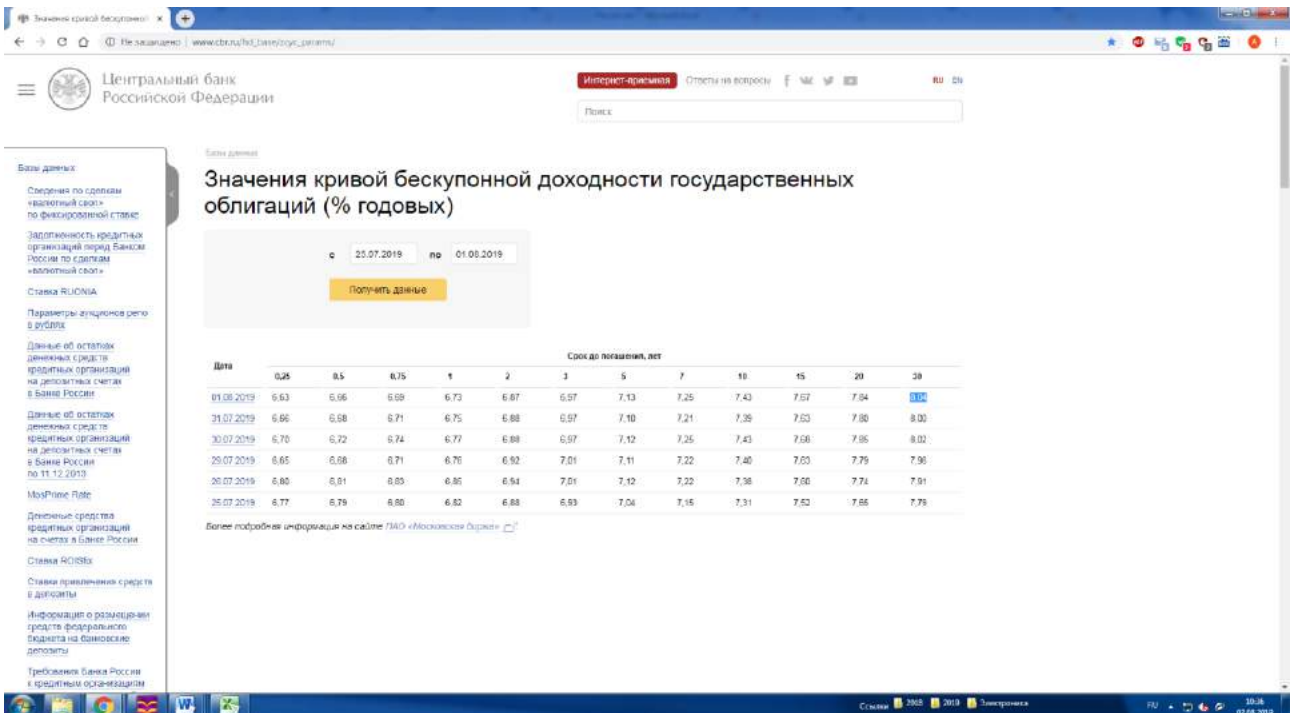 Значения кривой бескупонной
Не защищено | www.cbr.ru/hd_base/zcyc_params/
Центральный банк
Российской Федерации
Интернет-приемная Ответы на вопросы
RU EN
Поиск
Базы данных
Сведения по сделкам
«валютный своп»
по фиксированной ставке
Задолженность кредитных
организаций перед Банком
России по сделкам
«валютный своп»
Ставка RUONIA
Параметры аукционов репо
в рублях
Данные об остатках
денежных средств
кредитных организаций
на депозитных счетах
в Банке России
Данные об остатках
денежных средств
кредитных организаций
на депозитных счетах
в Банке России
по 11.12.2013
MosPrime Rate
Денежные средства
кредитных организаций
на счетах в Банке России
Ставка ROISfix
Ставки привлечения средств
в депозиты
Информация о размещении
средств федерального
бюджета на банковские
депозиты
Требования Банка России
к кредитным организациям
Базы данных
Значения кривой бескупонной доходности государственных
облигаций (% годовых)
с 25.07.2019 по 01.08.2019
Получить данные
Дата Срок до погашения, лет
0,25 0,5 0,75 1 2 3 5 7 10 15 20 30
01.08.2019 6,63 6,66 6,69 6,73 6,87 6,97 7,13 7,25 7,43 7,67 7,84 8,04
31.07.2019 6,66 6,68 6,71 6,75 6,88 6,97 7,10 7,21 7,39 7,63 7,80 8,00
30.07.2019 6,70 6,72 6,74 6,77 6,88 6,97 7,12 7,25 7,43 7,68 7,85 8,02
29.07.2019 6,65 6,68 6,71 6,76 6,92 7,01 7,11 7,22 7,40 7,63 7,79 7,96
26.07.2019 6,80 6,81 6,83 6,85 6,94 7,01 7,12 7,22 7,38 7,60 7,74 7,91
25.07.2019 6,77 6,79 6,80 6,82 6,88 6,93 7,04 7,15 7,31 7,52 7,66 7,79
Более подробная информация на сайте ПАО «Московская Биржа»
Ссылки 2018 2019 Электроника
RU 10:36
02.08.2019